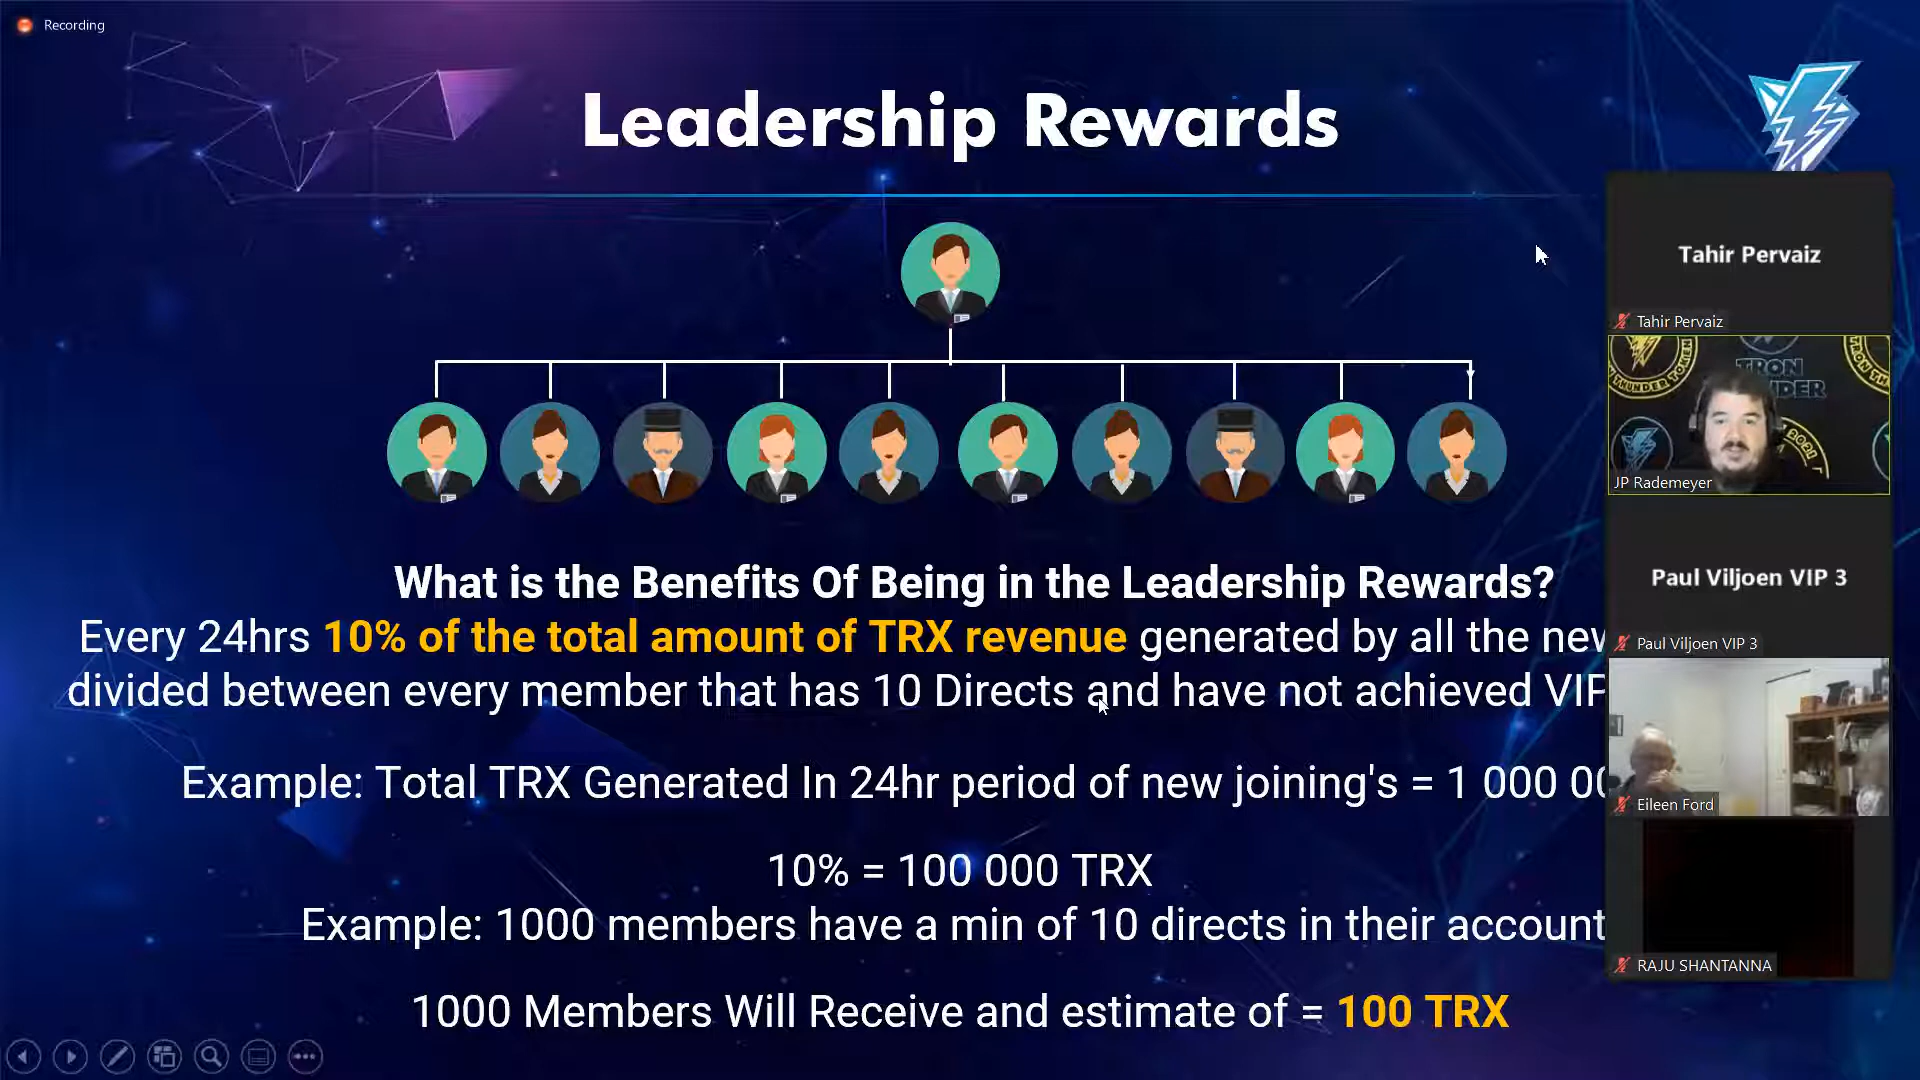 Recording
Leadership Rewards
Tahir Pervaiz
Tahir Pervaiz
THUNDER TOKEN
TRON
JP Rademeyer
What is the Benefits Of Being in the Leadership Rewards?
Paul Viljoen VIP 3
Every 24hrs 10% of the total amount of TRX revenue generated by all the new
Paul Viljoen VIP 3
divided between every member that has 10 Directs and have not achieved VIP
Example: Total TRX Generated In 24hr period of new joining's = 1 000 00
Eileen Ford
10% = 100 000 TRX
Example: 1000 members have a min of 10 directs in their account
RAJU SHANTANNA
1000 Members Will Receive and estimate of = 100 TRX